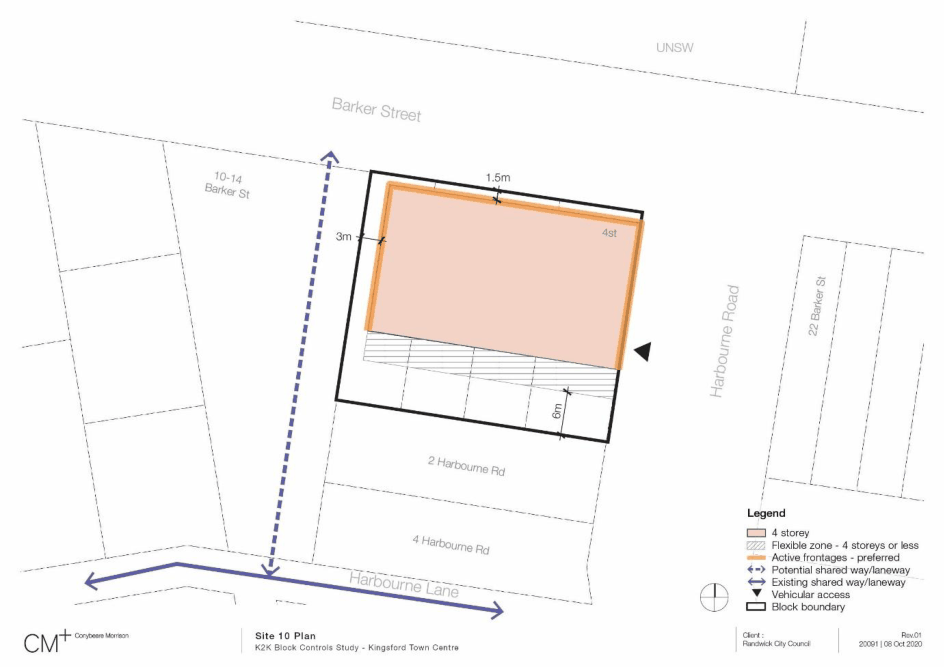 UNSW
Barker Street
10-14
Barker St
1.5m
4st
3m
22 Barker St
Harbourne Road
6m
2 Harbourne Rd
4 Harbourne Rd
Harbourne Lane
Legend
4 storey
Flexible zone - 4 storeys or less
Active frontages - preferred
Potential shared way/laneway
Existing shared way/laneway
Vehicular access
Block boundary
CM+ Conybeare Morrison
Site 10 Plan
K2K Block Controls Study - Kingsford Town Centre
Client :
Randwick City Council
Rev.01
20091 | 08 Oct 2020